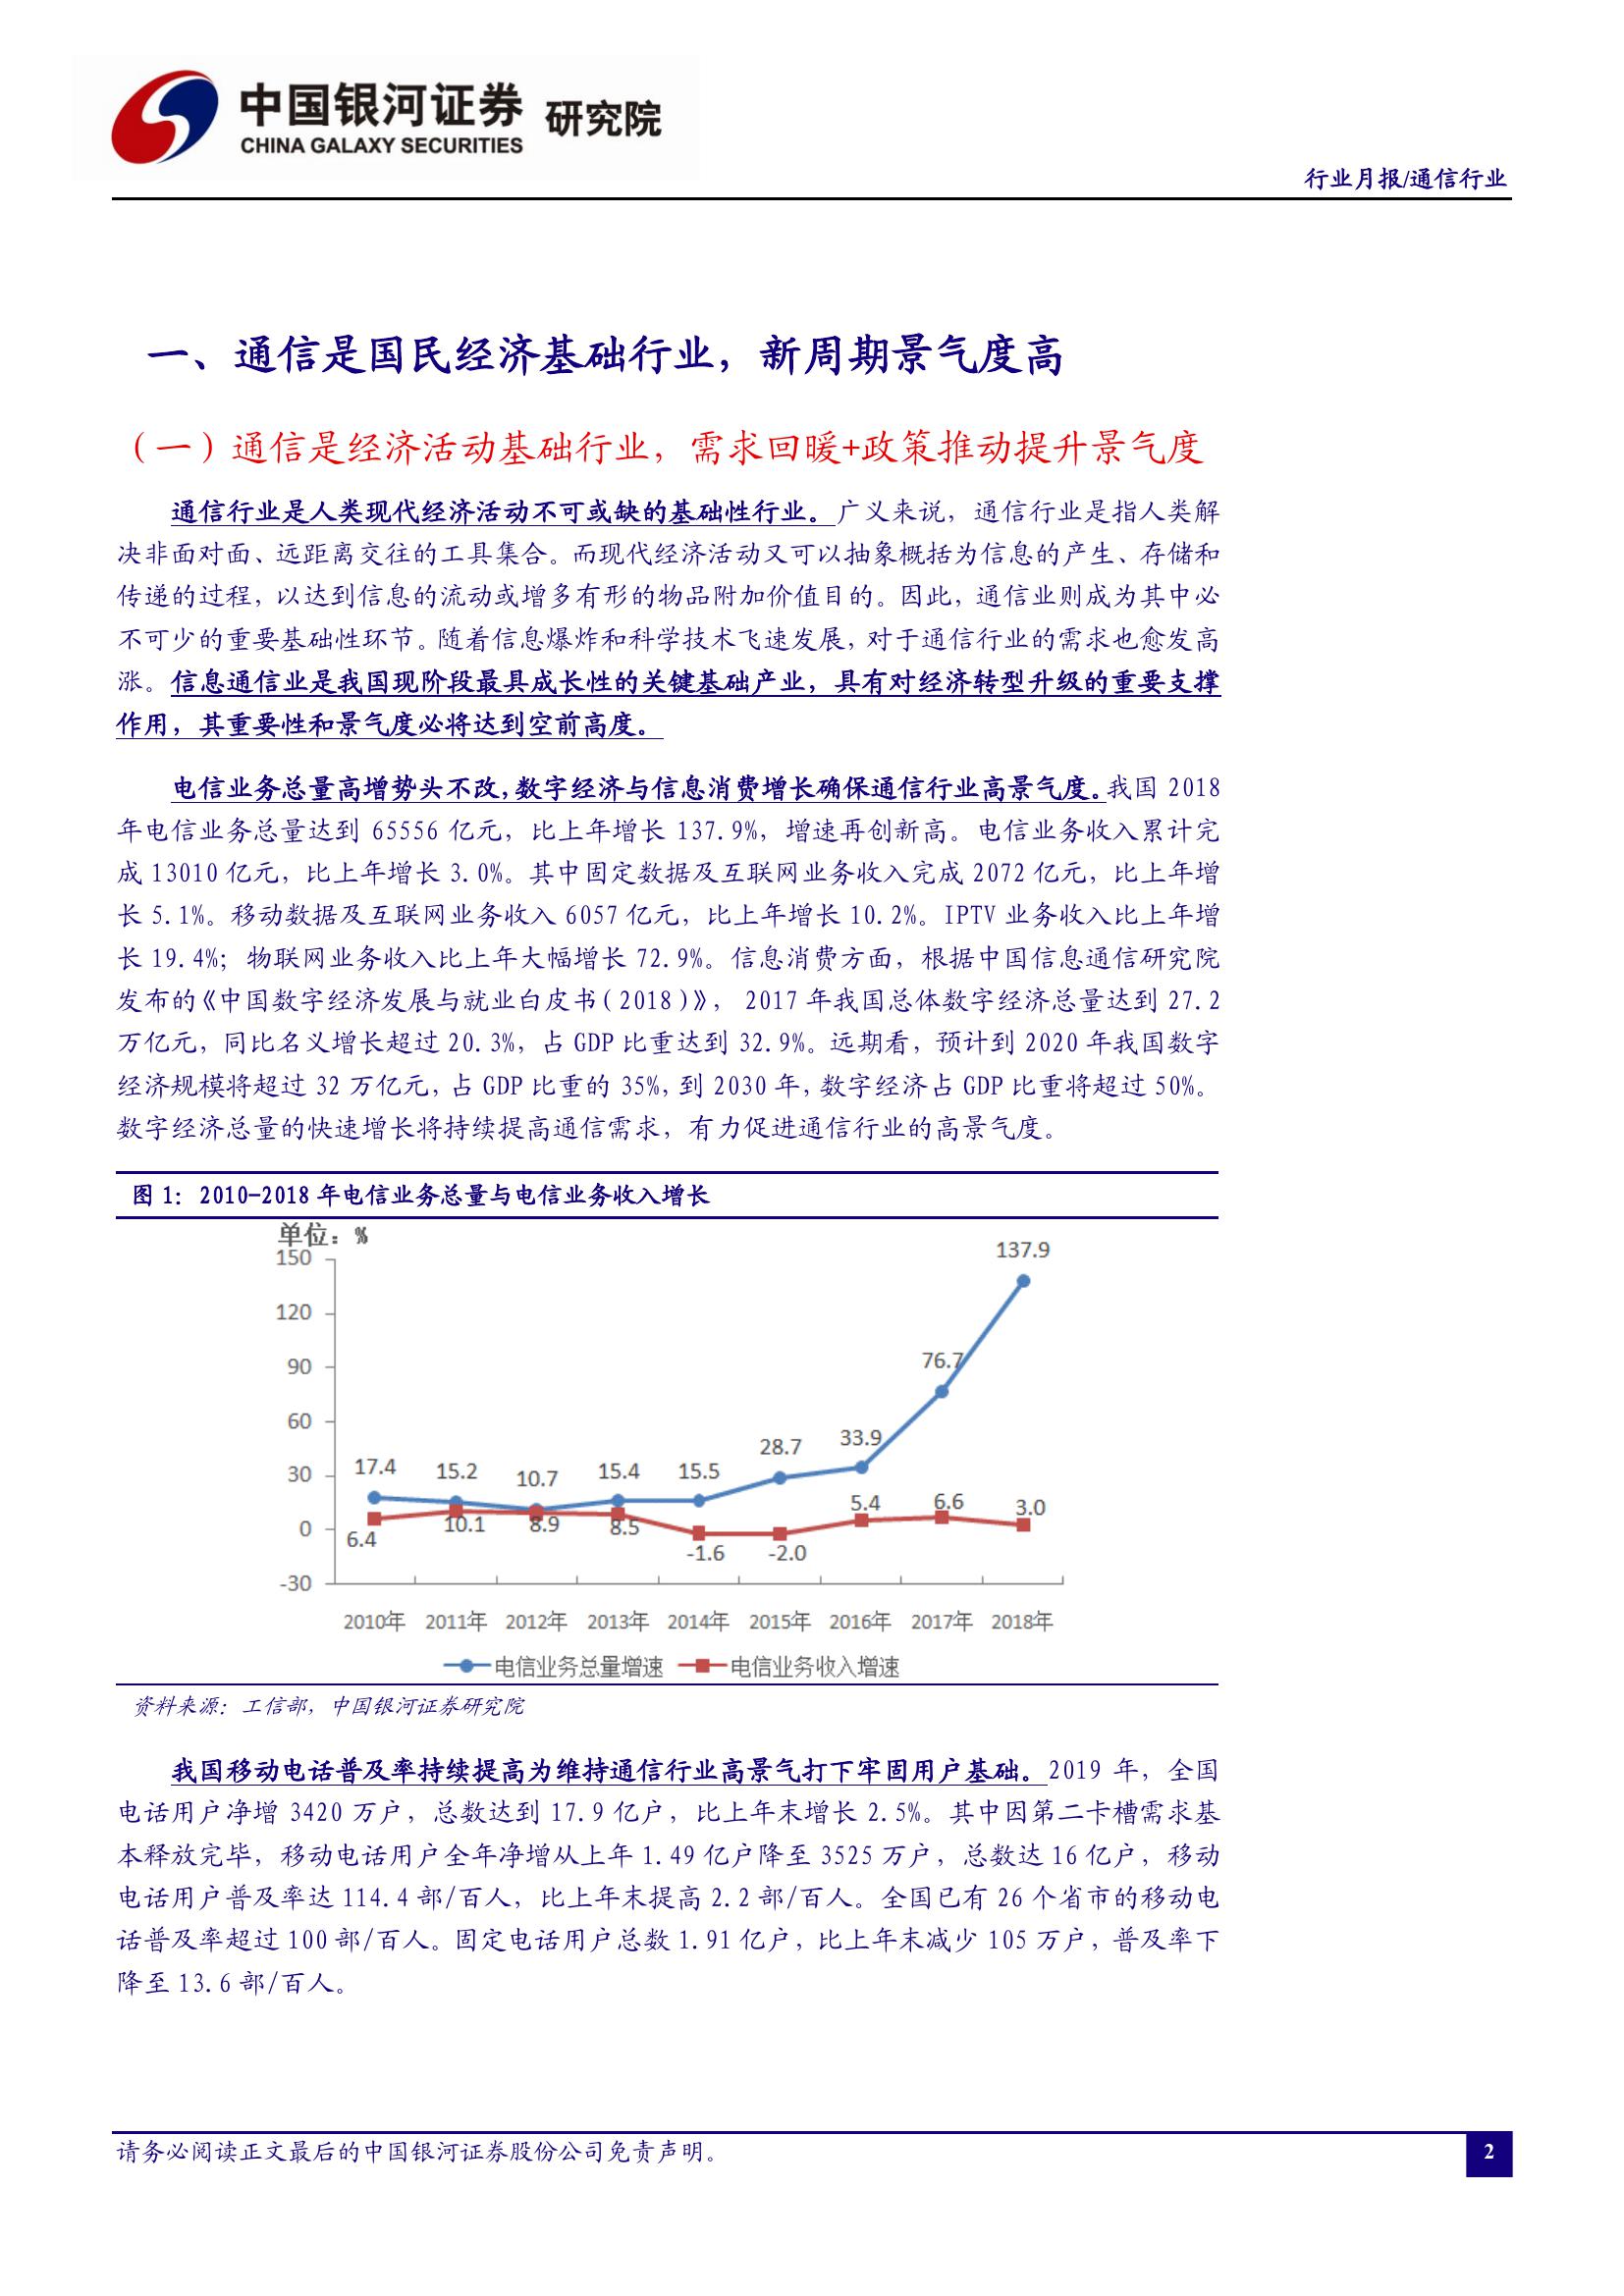 中国银河证券 研究院
CHINA GALAXY SECURITIES
行业月报/通信行业
一、通信是国民经济基础行业，新周期景气度高
（一）通信是经济活动基础行业，需求回暖+政策推动提升景气度
通信行业是人类现代经济活动不可或缺的基础性行业。广义来说，通信行业是指人类解
决非面对面、远距离交往的工具集合。而现代经济活动又可以抽象概括为信息的产生、存储和
传递的过程，以达到信息的流动或增多有形的物品附加价值目的。因此，通信业则成为其中必
不可少的重要基础性环节。随着信息爆炸和科学技术飞速发展，对于通信行业的需求也愈发高
涨。信息通信业是我国现阶段最具成长性的关键基础产业，具有对经济转型升级的重要支撑
作用，其重要性和景气度必将达到空前高度。
电信业务总量高增势头不改，数字经济与信息消费增长确保通信行业高景气度。我国 2018
年电信业务总量达到 65556 亿元，比上年增长 137.9%，增速再创新高。电信业务收入累计完
成 13010 亿元，比上年增长 3.0%。其中固定数据及互联网业务收入完成 2072 亿元，比上年增
长 5.1%。移动数据及互联网业务收入 6057 亿元，比上年增长 10.2%。IPTV 业务收入比上年增
长 19.4%；物联网业务收入比上年大幅增长 72.9%。信息消费方面，根据中国信息通信研究院
发布的《中国数字经济发展与就业白皮书（2018）》， 2017 年我国总体数字经济总量达到 27.2
万亿元，同比名义增长超过 20.3%，占 GDP 比重达到 32.9%。远期看，预计到 2020 年我国数字
经济规模将超过 32 万亿元，占 GDP 比重的 35%，到 2030 年，数字经济占 GDP 比重将超过 50%。
数字经济总量的快速增长将持续提高通信需求，有力促进通信行业的高景气度。
图 1：2010-2018 年电信业务总量与电信业务收入增长
单位：%
150
120
90
60
30
0
-30
17.4 15.2 10.7 15.4 15.5 28.7 33.9 76.7 137.9
6.4 10.1 8.9 8.5 -1.6 -2.0 5.4 6.6 3.0
2010年 2011年 2012年 2013年 2014年 2015年 2016年 2017年 2018年
电信业务总量增速 电信业务收入增速
资料来源：工信部，中国银河证券研究院
我国移动电话普及率持续提高为维持通信行业高景气打下牢固用户基础。2019 年，全国
电话用户净增 3420 万户，总数达到 17.9 亿户，比上年末增长 2.5%。其中因第二卡槽需求基
本释放完毕，移动电话用户全年净增从上年 1.49 亿户降至 3525 万户，总数达 16 亿户，移动
电话用户普及率达 114.4 部/百人，比上年末提高 2.2 部/百人。全国已有 26 个省市的移动电
话普及率超过 100 部/百人。固定电话用户总数 1.91 亿户，比上年末减少 105 万户，普及率下
降至 13.6 部/百人。
请务必阅读正文最后的中国银河证券股份公司免责声明。
2